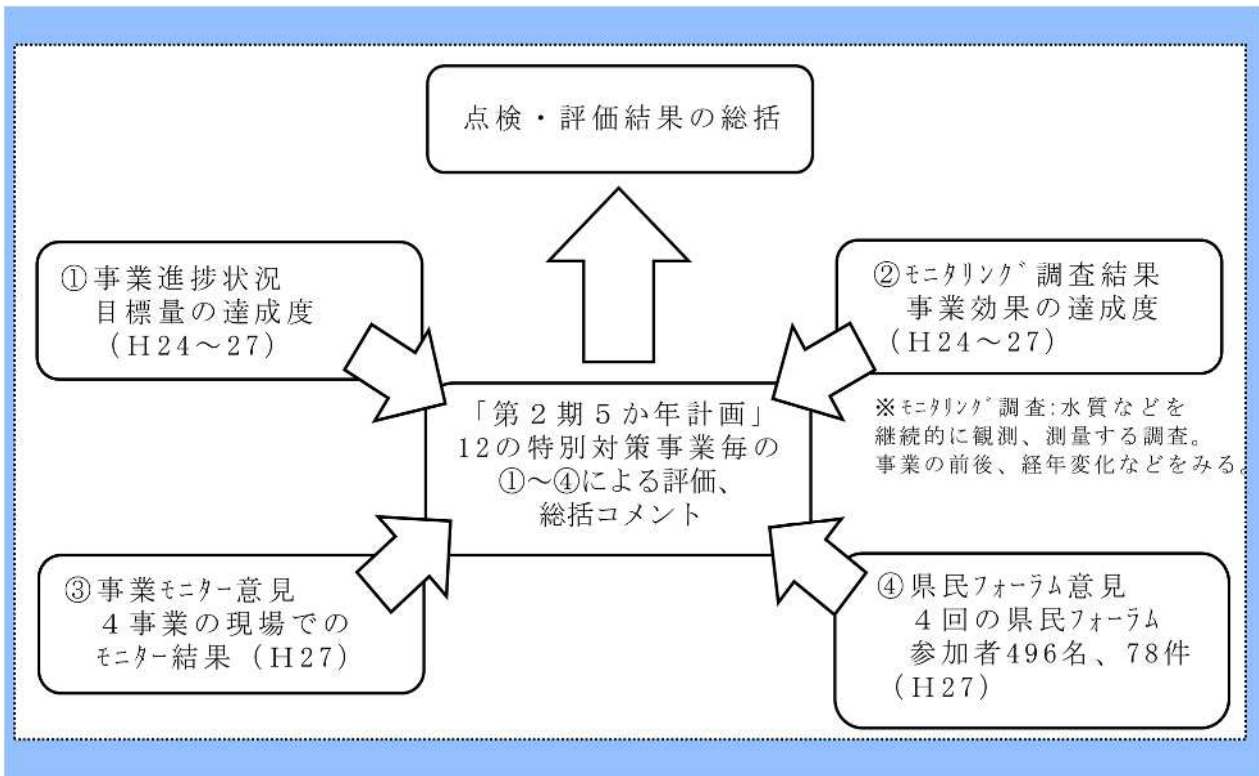 点検・評価結果の総括
①事業進捗状況
目標量の達成度
（H24～27）
②ﾓﾆﾀﾘﾝｸﾞ調査結果
事業効果の達成度
（H24～27）
※ﾓﾆﾀﾘﾝｸﾞ調査:水質などを
継続的に観測、測量する調査。
事業の前後、経年変化などをみる。
「第２期５か年計画」
12の特別対策事業毎の
①～④による評価、
総括コメント
③事業ﾓﾆﾀｰ意見
４事業の現場での
ﾓﾆﾀｰ結果（H27）
④県民ﾌｫｰﾗﾑ意見
４回の県民ﾌｫｰﾗﾑ
参加者496名、78件
（H27）